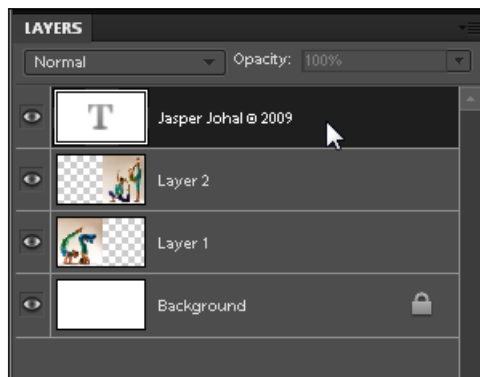 LAYERS
Normal Opacity: 100%
T
Jasper Johal © 2009
Layer 2
Layer 1
Background